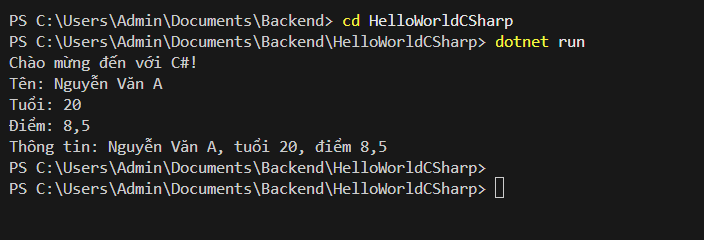 PS C:\Users\Admin\Documents\Backend> cd HelloWorldCSharp
PS C:\Users\Admin\Documents\Backend\HelloWorldCSharp> dotnet run
Chào mừng đến với C#!
Tên: Nguyễn Văn A
Tuổi: 20
Điểm: 8,5
Thông tin: Nguyễn Văn A, tuổi 20, điểm 8,5
PS C:\Users\Admin\Documents\Backend\HelloWorldCSharp>
PS C:\Users\Admin\Documents\Backend\HelloWorldCSharp>